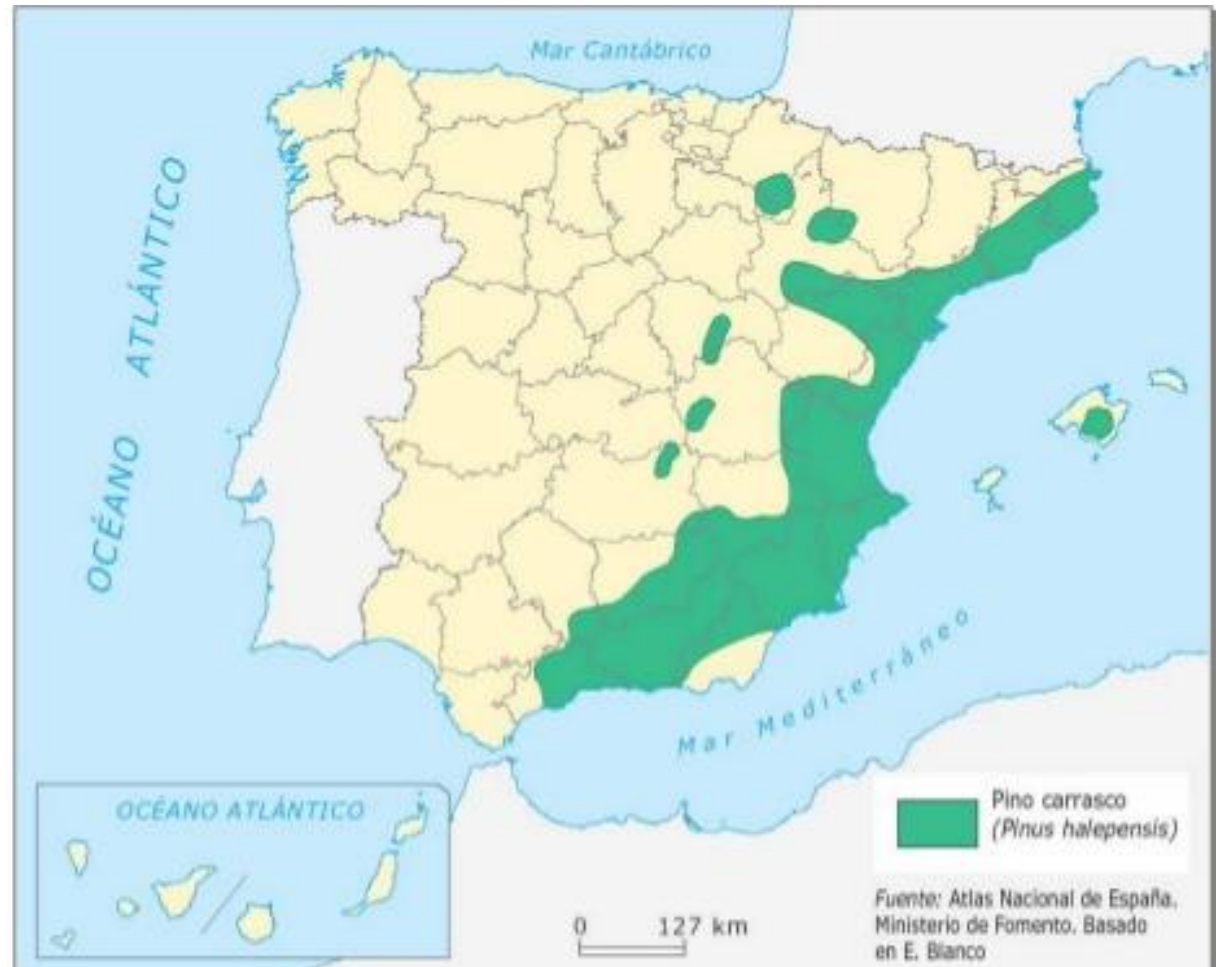 Mar Cantábrico
OCÉANO ATLÁNTICO
Mar Mediterráneo
OCÉANO ATLÁNTICO
0 127 km
Pino carrasco
(Pinus halepensis)
Fuente: Atlas Nacional de España.
Ministerio de Fomento. Basado
en E. Blanco